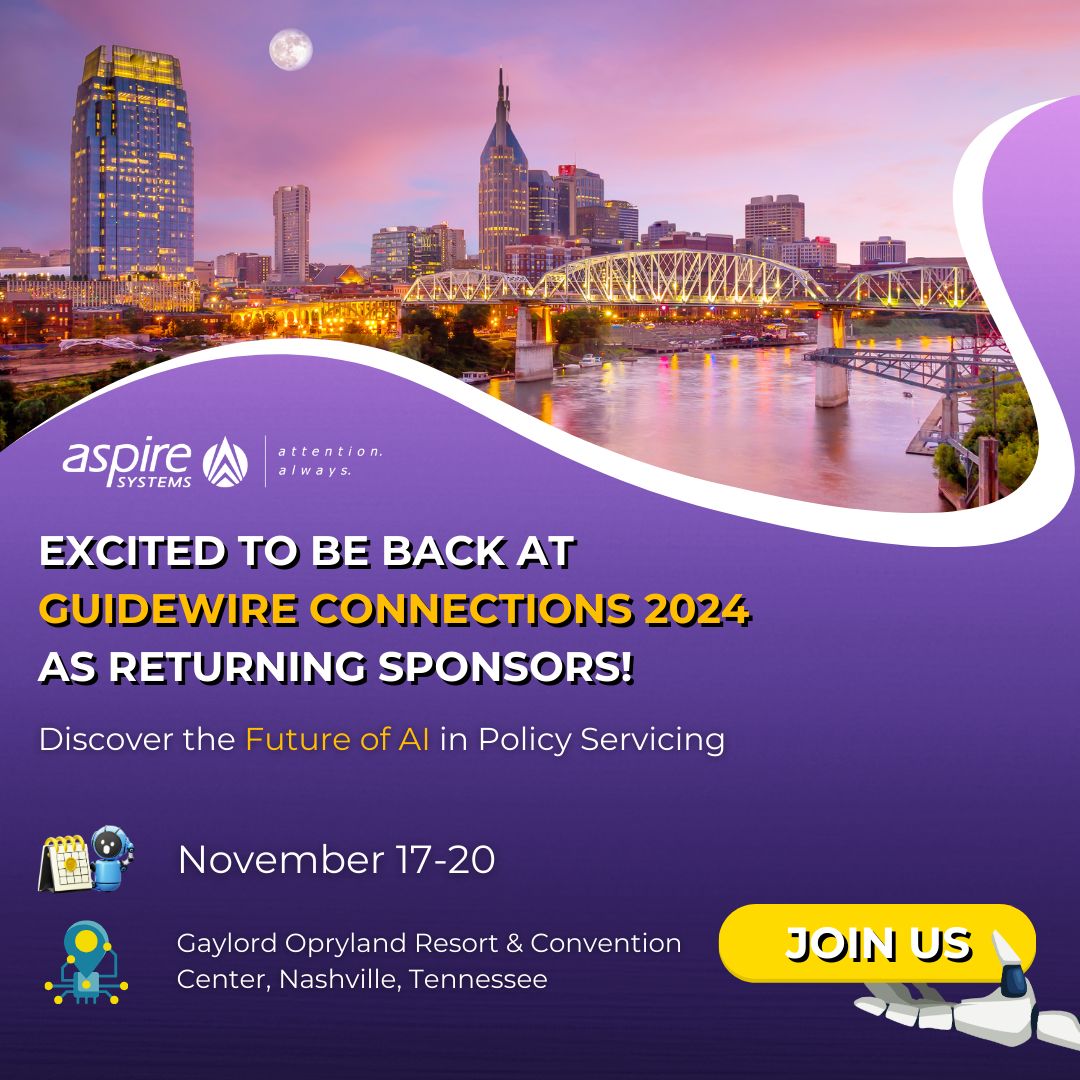 aspire
SYSTEMS
attention.
always.
EXCITED TO BE BACK AT
GUIDEWIRE CONNECTIONS 2024
AS RETURNING SPONSORS!
Discover the Future of AI in Policy Servicing
November 17-20
Gaylord Opryland Resort & Convention
Center, Nashville, Tennessee
JOIN US